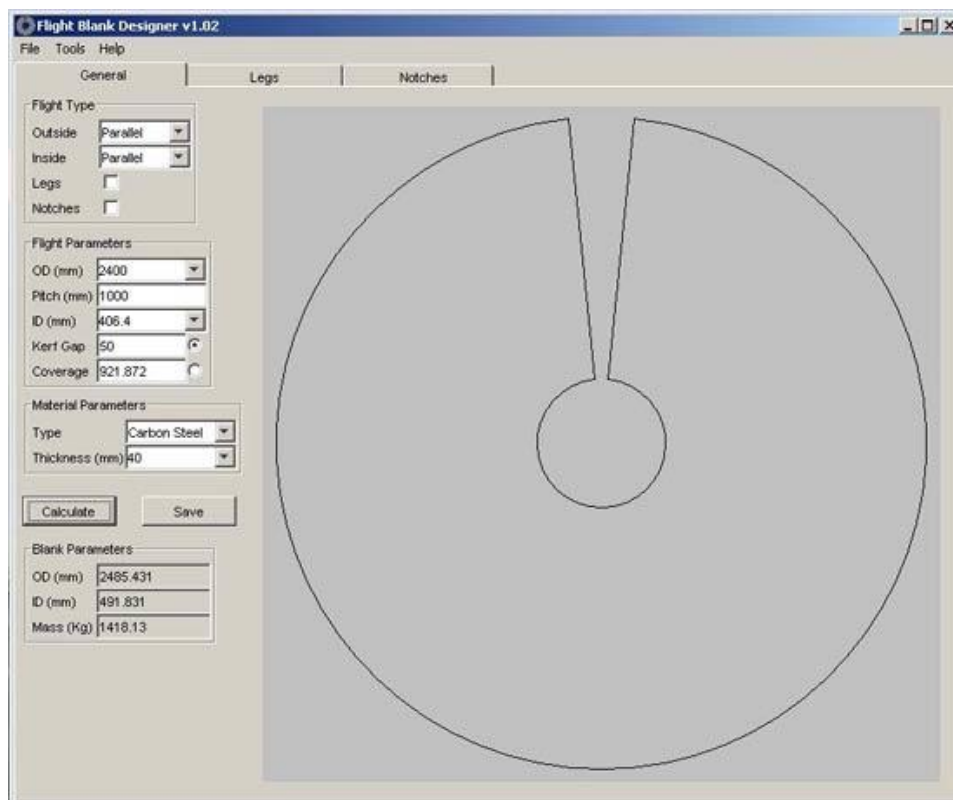 Flight Blank Designer v1.02
File Tools Help
General Legs Notches
Flight Type
Outside Parallel
Inside Parallel
Legs
Notches
Flight Parameters
OD (mm) 2400
Pitch (mm) 1000
ID (mm) 406.4
Kerf Gap 50
Coverage 921.872
Material Parameters
Type Carbon Steel
Thickness (mm) 40
Calculate Save
Blank Parameters
OD (mm) 2485.431
ID (mm) 491.831
Mass (Kg) 1418.13